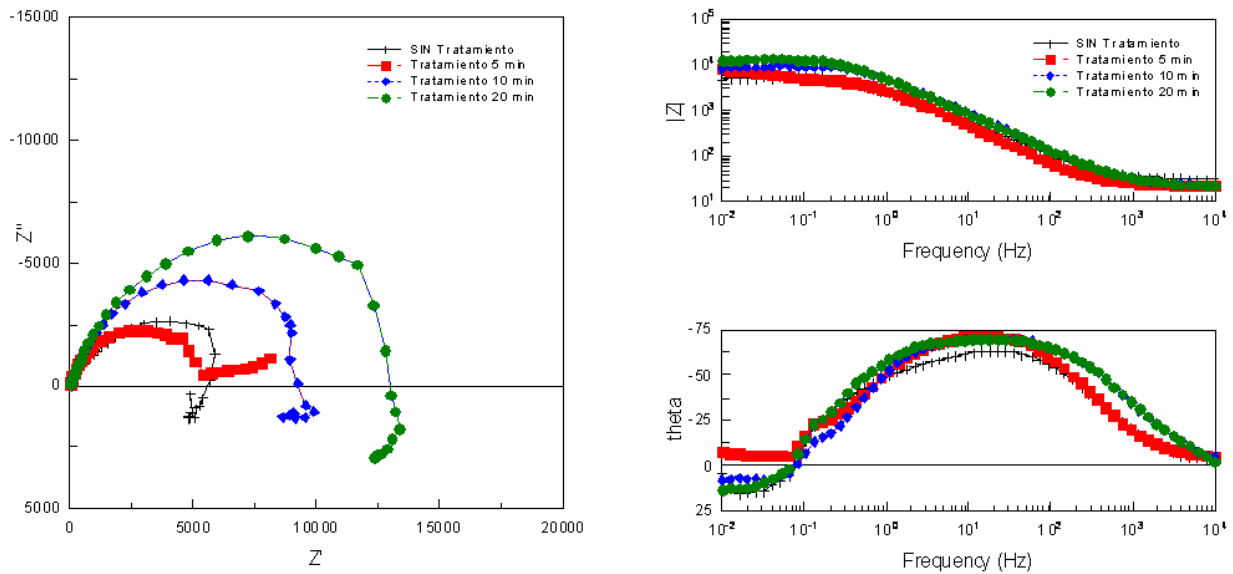 -15000
-10000
-5000
0
5000
Z''
0
5000
10000
15000
20000
Z'
SIN Tratamiento
Tratamiento 5 min
Tratamiento 10 min
Tratamiento 20 min
10^5
10^4
10^3
10^2
10^1
|Z|
SIN Tratamiento
Tratamiento 5 min
Tratamiento 10 min
Tratamiento 20 min
10^-2
10^-1
10^0
10^1
10^2
10^3
10^4
Frequency (Hz)
-75
-50
-25
0
25
theta
10^-2
10^-1
10^0
10^1
10^2
10^3
10^4
Frequency (Hz)